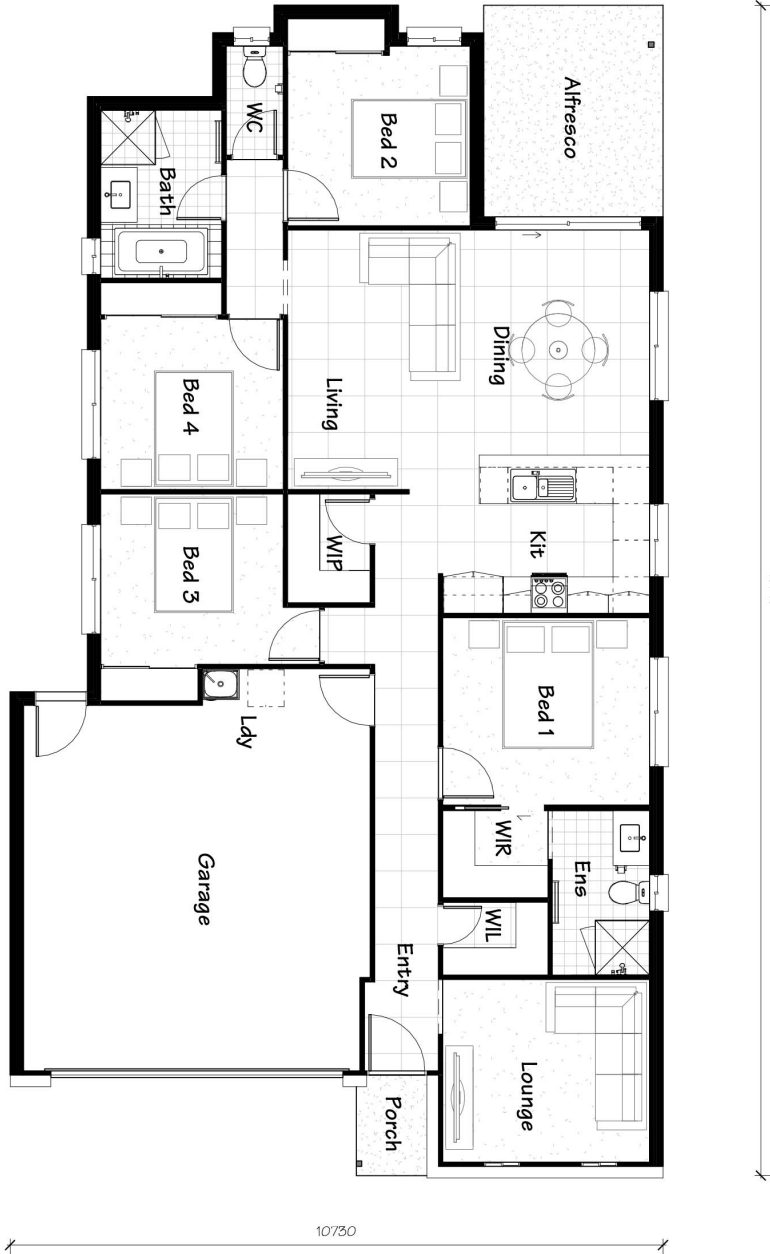 Alfresco
WC
Bed 2
Bath
Dining
Living
Bed 4
Kit
WIP
Bed 3
Bed 1
Ldy
WIR
Ens
Garage
WIL
Entry
Lounge
Porch
10730